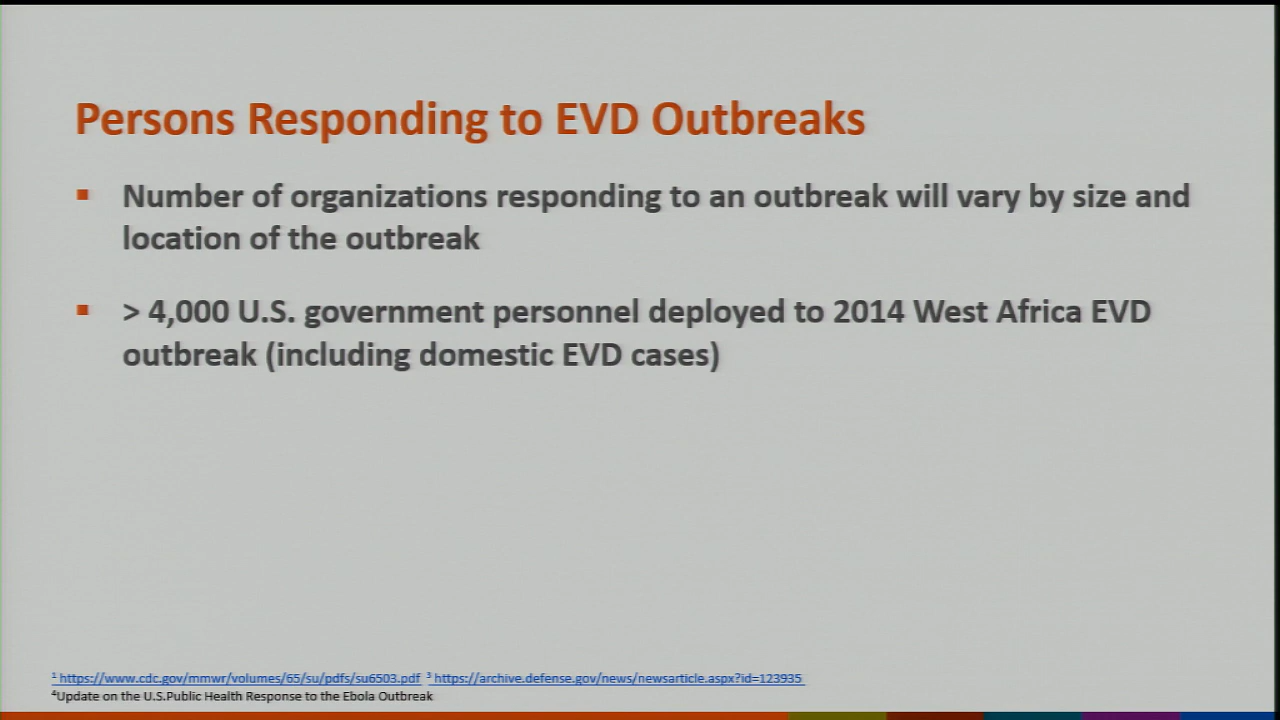 Persons Responding to EVD Outbreaks
▪ Number of organizations responding to an outbreak will vary by size and
location of the outbreak
▪ > 4,000 U.S. government personnel deployed to 2014 West Africa EVD
outbreak (including domestic EVD cases)
¹ https://www.cdc.gov/mmwr/volumes/65/su/pdfs/su6503.pdf ³ https://archive.defense.gov/news/newsarticle.aspx?id=123935
⁴Update on the U.S.Public Health Response to the Ebola Outbreak